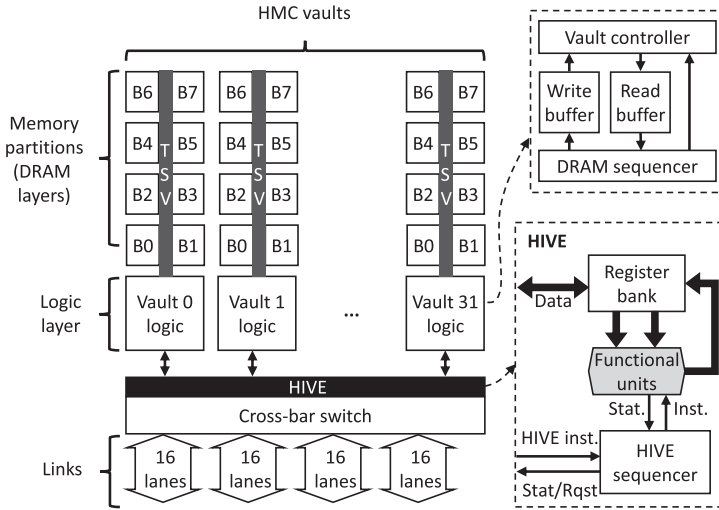 HMC vaults
Memory
partitions
(DRAM
layers)
B6 B7 B6 B7 B6 B7
B4 B5 B4 B5 B4 B5
B2 B3 B2 B3 B2 B3
B0 B1 B0 B1 B0 B1
TSV TSV TSV
Logic
layer
Vault 0
logic
Vault 1
logic
...
Vault 31
logic
HIVE
Cross-bar switch
Links
16
lanes
16
lanes
16
lanes
16
lanes
Vault controller
Write
buffer
Read
buffer
DRAM sequencer
HIVE
Register
bank
Data
Functional
units
Stat. Inst.
HIVE inst.
HIVE
sequencer
Stat/Rqst